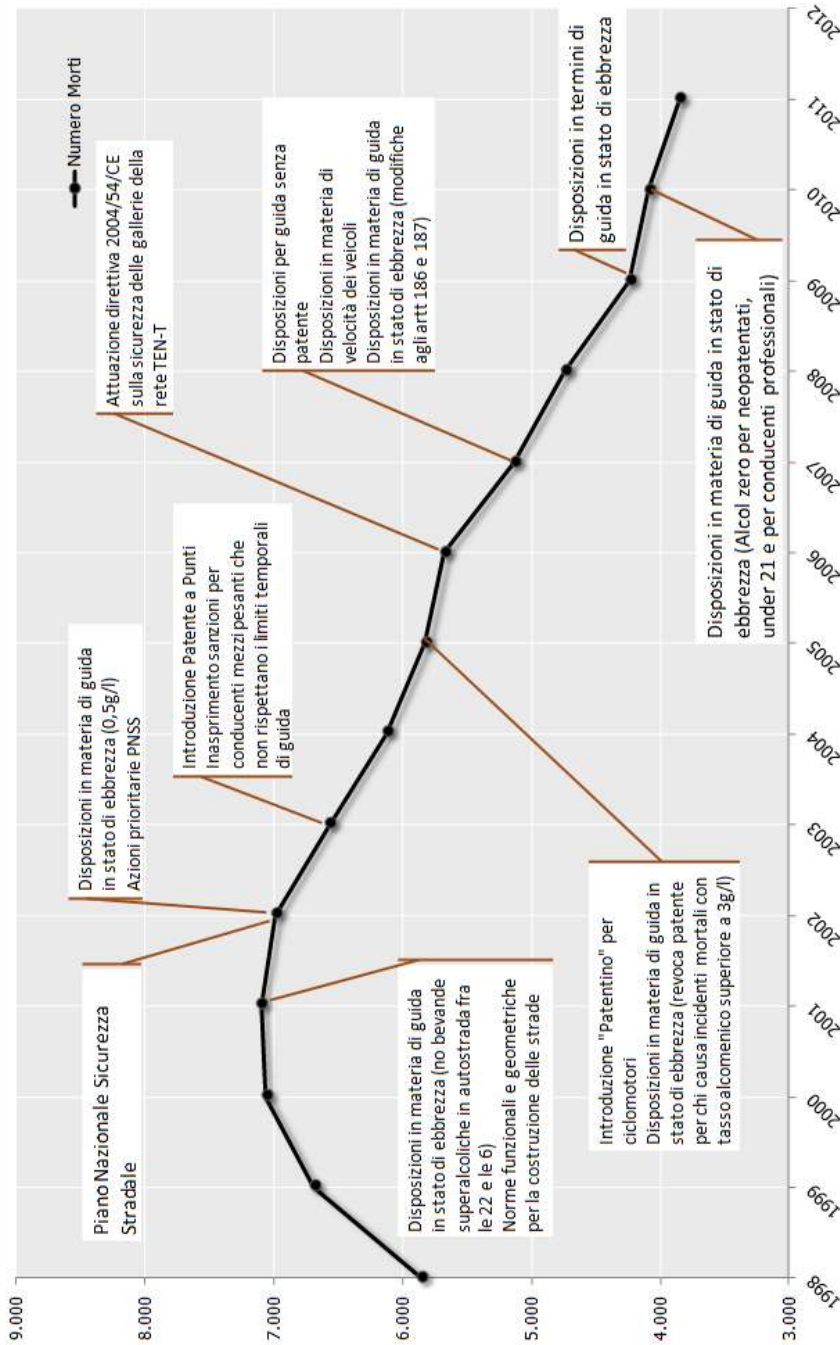 9.000
8.000
7.000
6.000
5.000
4.000
3.000
Numero Morti
Piano Nazionale Sicurezza
Stradale
Disposizioni in materia di guida
in stato di ebbrezza (0,5g/l)
Azioni prioritarie PNSS
Introduzione Patente a Punti
Inasprimento sanzioni per
conducenti mezzi pesanti che
non rispettano i limiti temporali
di guida
Attuazione direttiva 2004/54/CE
sulla sicurezza delle gallerie della
rete TEN-T
Disposizioni per guida senza
patente
Disposizioni in materia di
velocità dei veicoli
Disposizioni in materia di guida
in stato di ebbrezza (modifiche
agli artt 186 e 187)
Disposizioni in termini di
guida in stato di ebbrezza
Disposizioni in materia di guida
in stato di ebbrezza (no bevande
superalcoliche in autostrada fra
le 22 e le 6)
Norme funzionali e geometriche
per la costruzione delle strade
Introduzione "Patentino" per
ciclomotori
Disposizioni in materia di guida in
stato di ebbrezza (revoca patente
per chi causa incidenti mortali con
tasso alcomenico superiore a 3g/l)
Disposizioni in materia di guida in stato di
ebbrezza (Alcol zero per neopatentati,
under 21 e per conducenti professionali)
1998
1999
2000
2001
2002
2003
2004
2005
2006
2007
2008
2009
2010
2011
2012